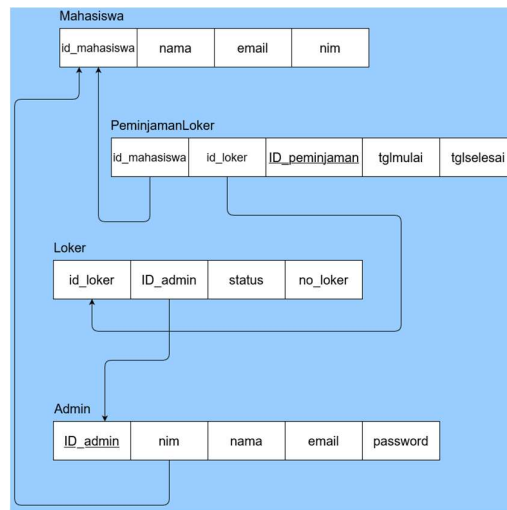 Mahasiswa
id_mahasiswa nama email nim
PeminjamanLoker
id_mahasiswa id_loker ID_peminjaman tglmulai tglselesai
Loker
id_loker ID_admin status no_loker
Admin
ID_admin nim nama email password